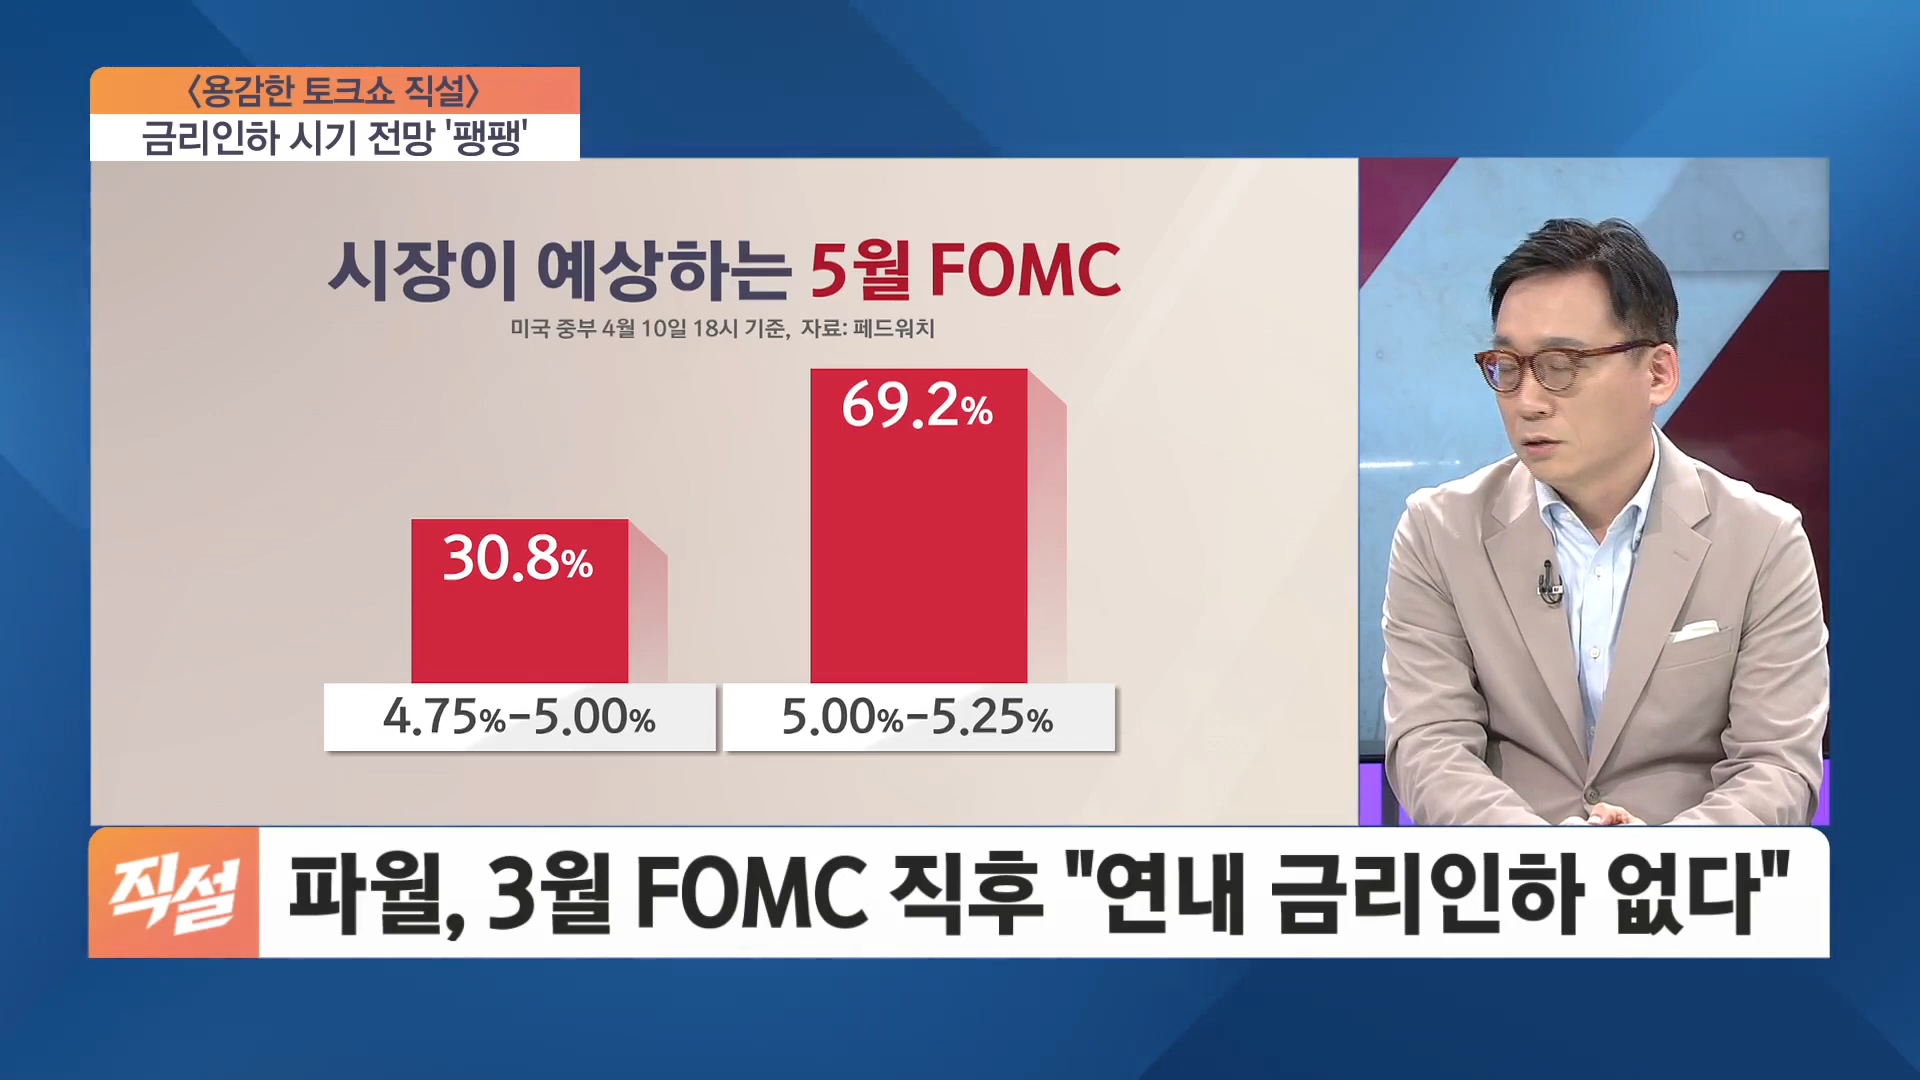 <용감한 토크쇼 직설>
금리인하 시기 전망 '팽팽'
시장이 예상하는 5월 FOMC
미국 중부 4월 10일 18시 기준, 자료: 페드워치
30.8%
69.2%
4.75%-5.00%
5.00%-5.25%
직설
파월, 3월 FOMC 직후 "연내 금리인하 없다"